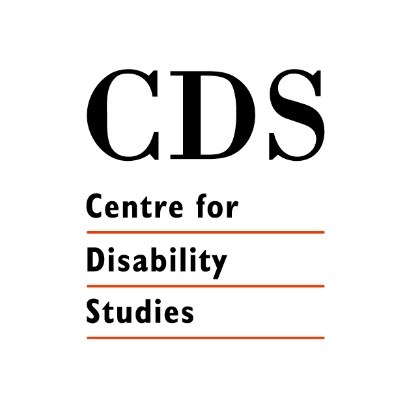 CDS
Centre for
Disability
Studies